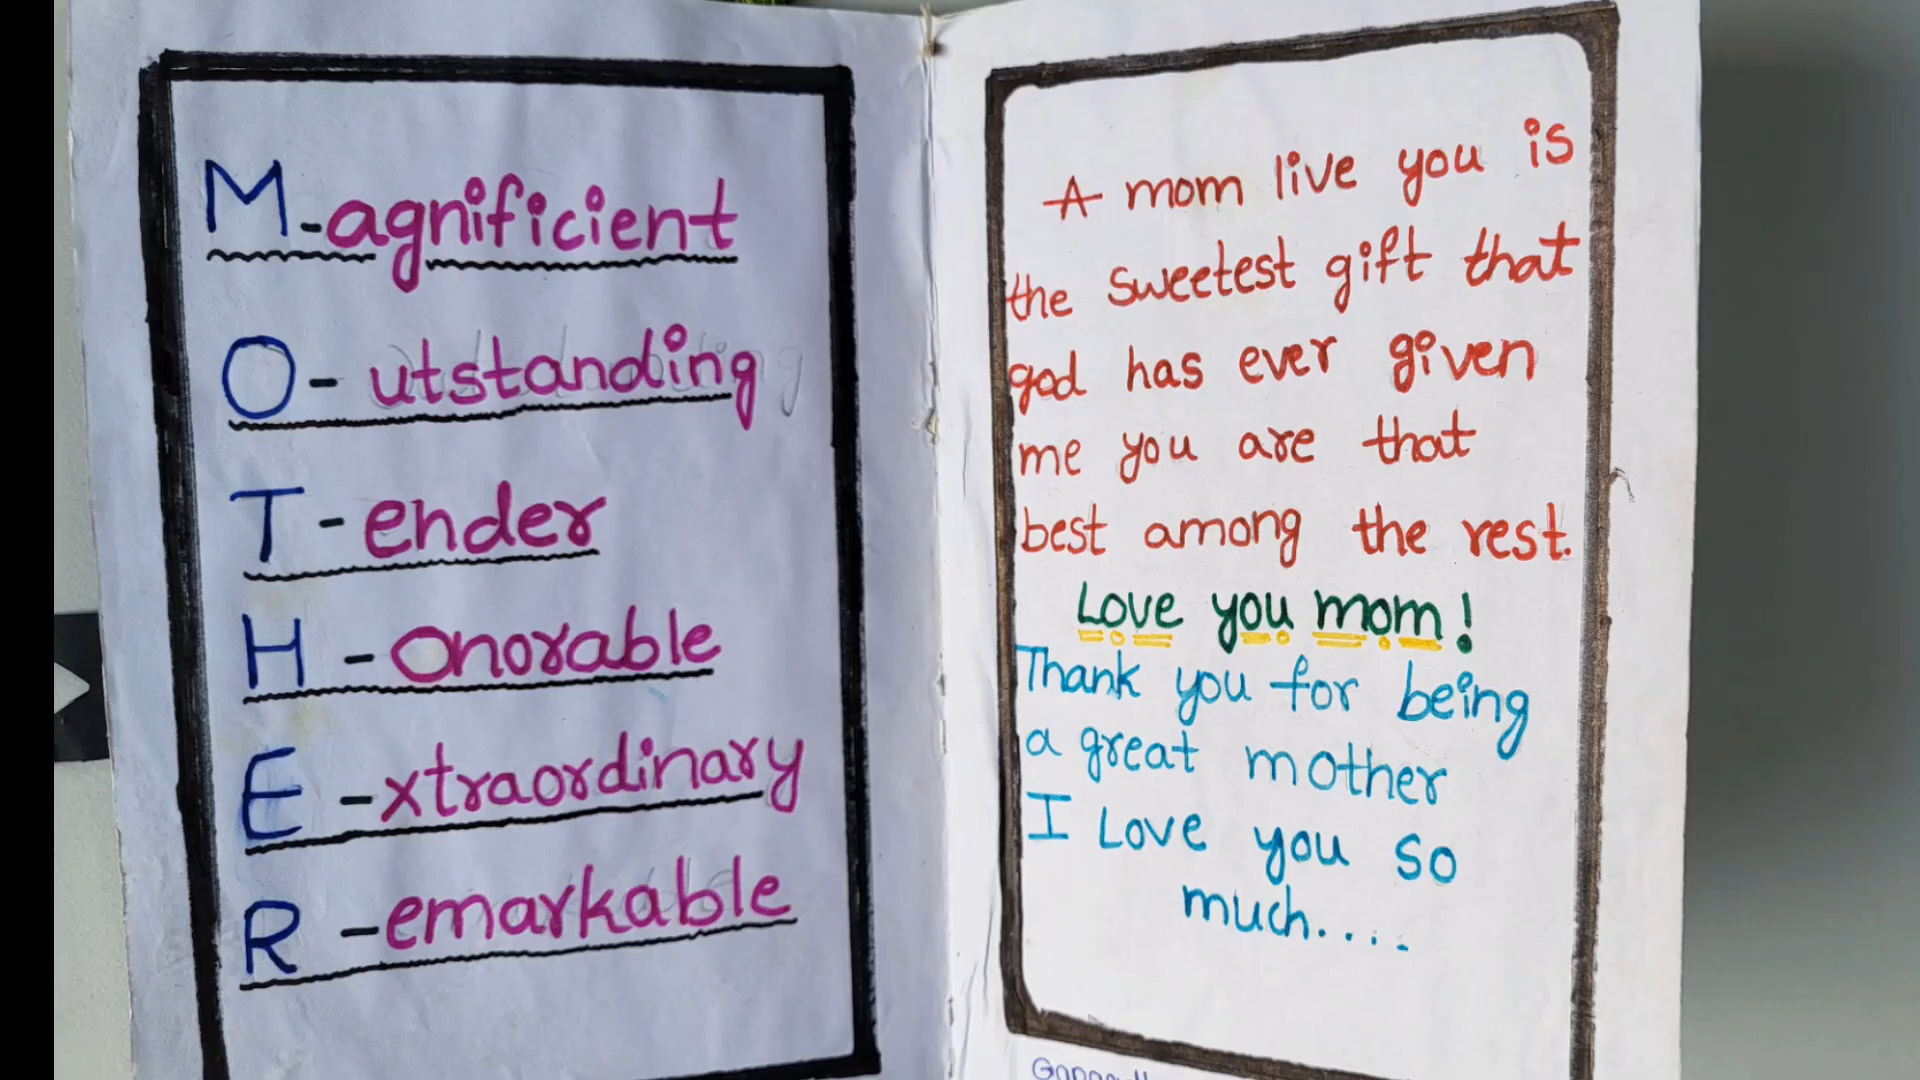 M-agnificient
O-utstanding
T-ender
H-onorable
E-xtraordinary
R-emarkable
A mom live you is
the sweetest gift that
god has ever given
me you are that
best among the rest.
Love you mom!
Thank you for being
a great mother
I Love you so
much....